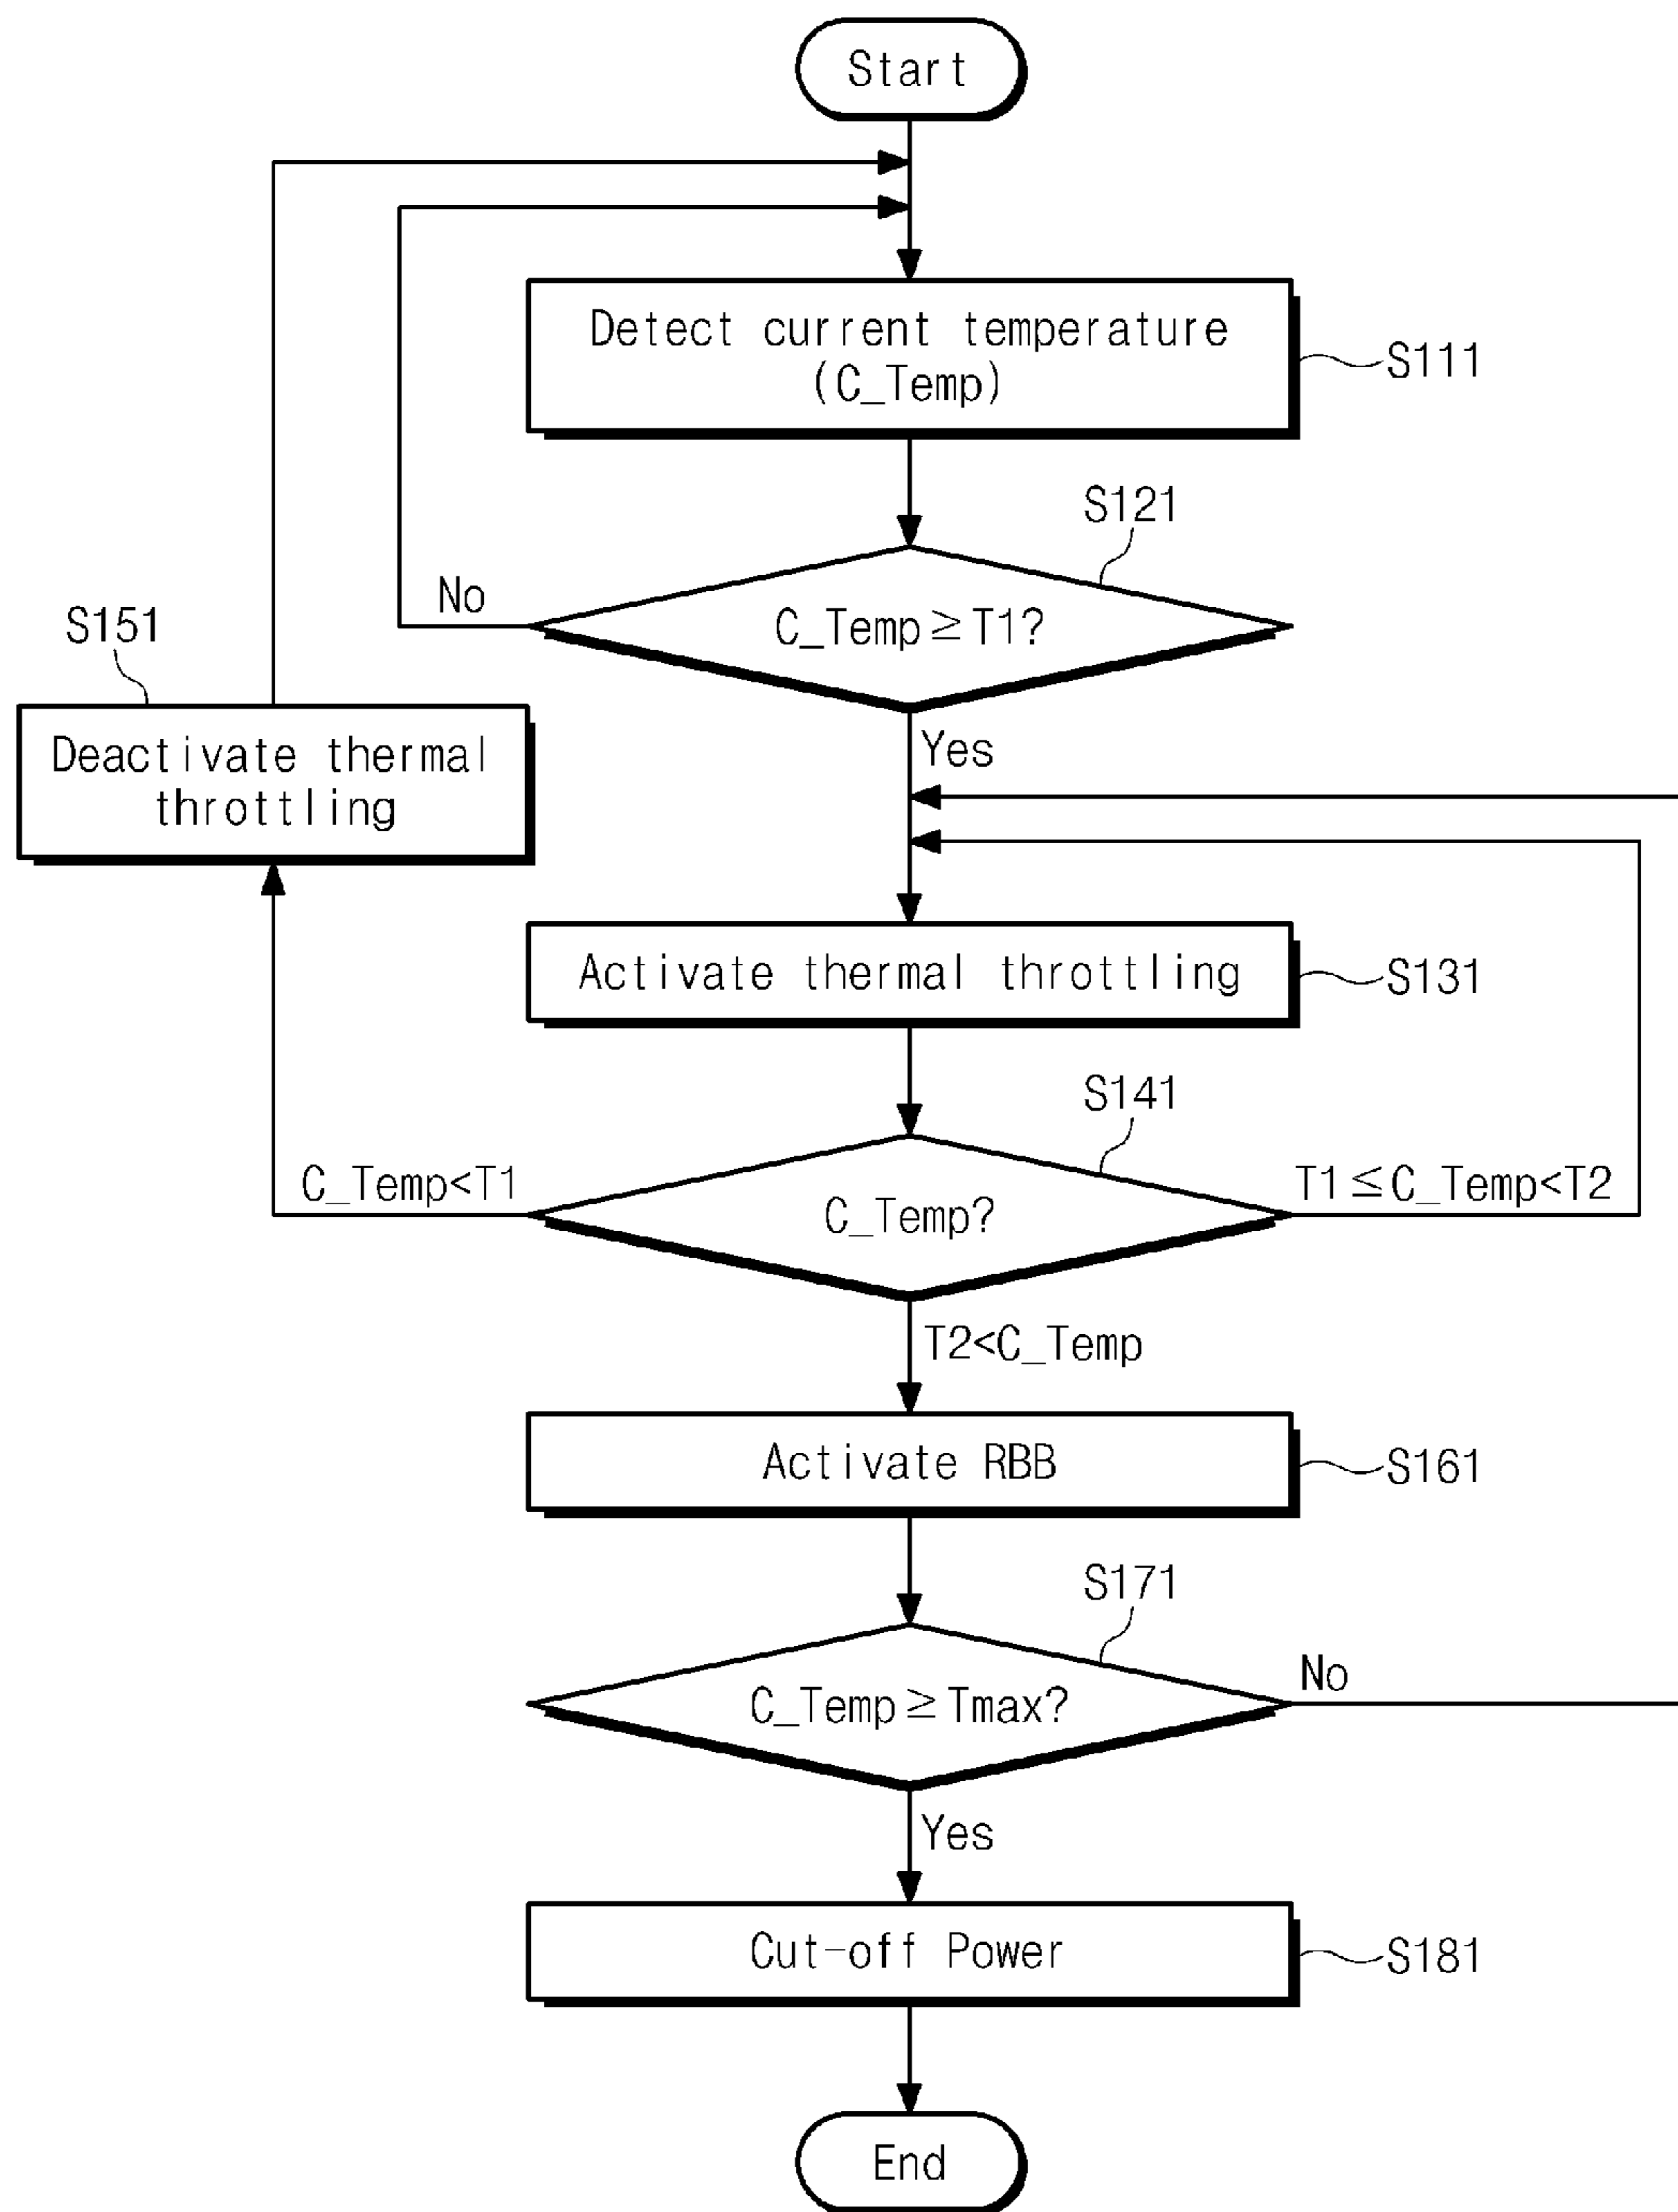 Start
Detect current temperature
(C_Temp)
S111
S121
C_Temp≧T1?
No
Yes
S151
Deactivate thermal
throttling
Activate thermal throttling
S131
S141
C_Temp?
C_Temp<T1
T1≦C_Temp<T2
T2<C_Temp
Activate RBB
S161
S171
C_Temp≧Tmax?
No
Yes
Cut-off Power
S181
End